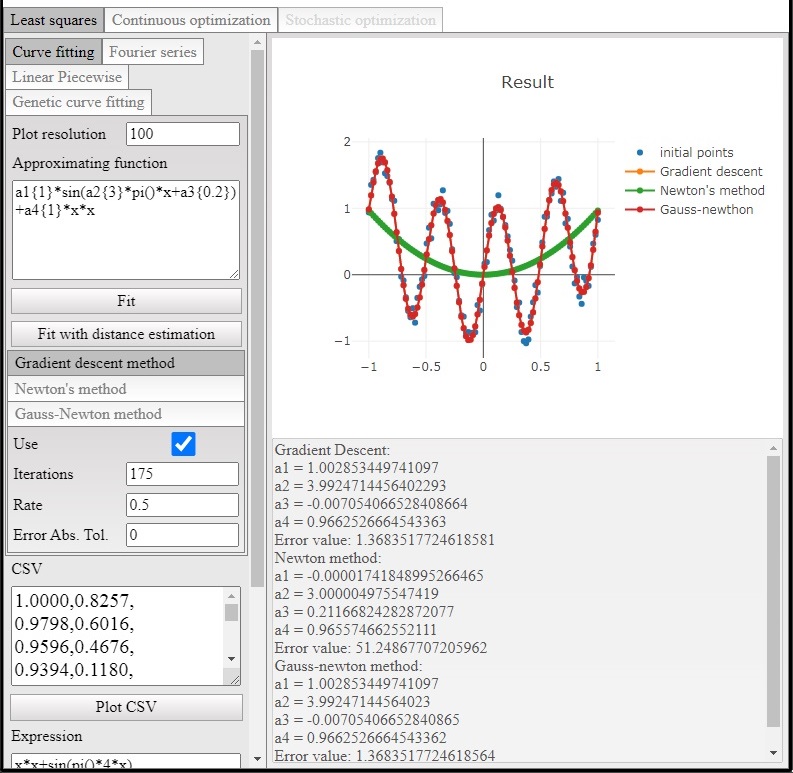 Least squares Continuous optimization Stochastic optimization
Curve fitting Fourier series
Linear Piecewise
Genetic curve fitting
Plot resolution 100
Approximating function
a1{1}*sin(a2{3}*pi()*x+a3{0.2})
+a4{1}*x*x
Fit
Fit with distance estimation
Gradient descent method
Newton's method
Gauss-Newton method
Use
Iterations 175
Rate 0.5
Error Abs. Tol. 0
CSV
1.0000,0.8257,
0.9798,0.6016,
0.9596,0.4676,
0.9394,0.1180,
Plot CSV
Expression
x*x+sin(pi()*4*x)
Result
2
1
0
−1
−1 −0.5 0 0.5 1
initial points
Gradient descent
Newton's method
Gauss-newthon
Gradient Descent:
a1 = 1.002853449741097
a2 = 3.9924714456402293
a3 = -0.007054066528408664
a4 = 0.9662526664543363
Error value: 1.3683517724618581
Newton method:
a1 = -0.00001741848995266465
a2 = 3.000004975547419
a3 = 0.21166824282872077
a4 = 0.965574662552111
Error value: 51.24867707205962
Gauss-newton method:
a1 = 1.002853449741097
a2 = 3.99247144564023
a3 = -0.00705406652840865
a4 = 0.9662526664543362
Error value: 1.3683517724618564